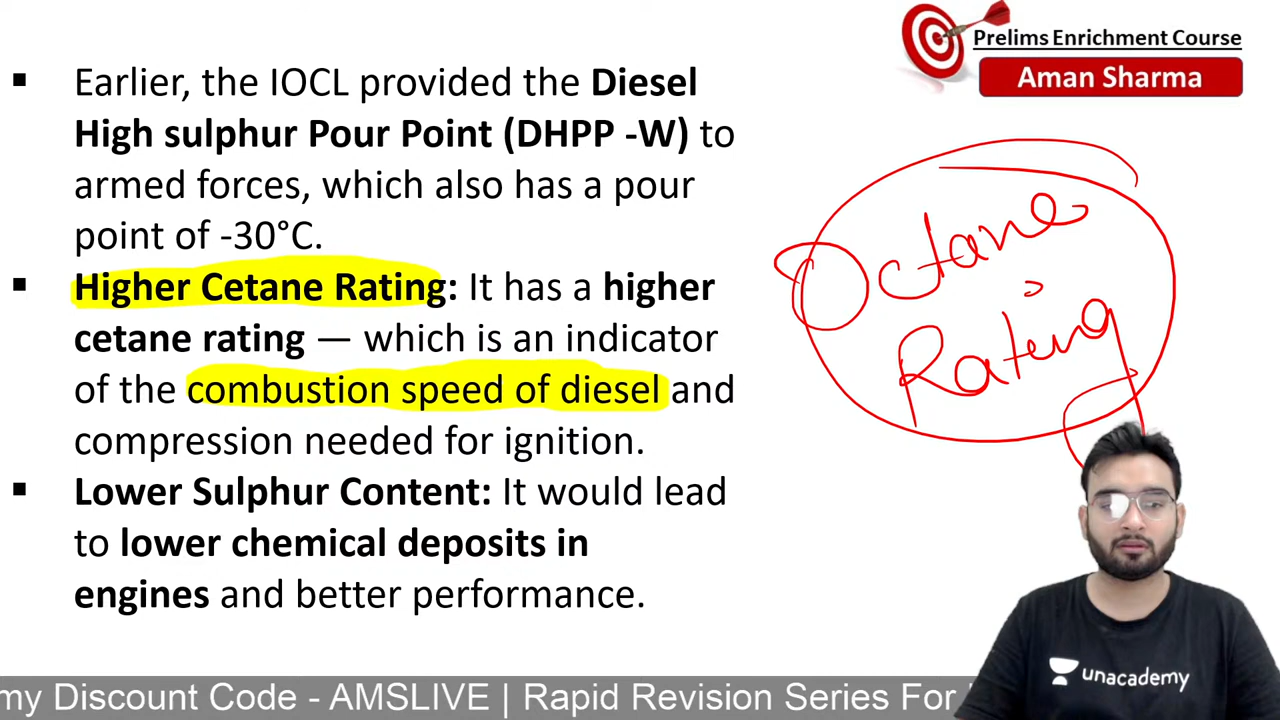 Prelims Enrichment Course
Aman Sharma
▪ Earlier, the IOCL provided the Diesel
High sulphur Pour Point (DHPP -W) to
armed forces, which also has a pour
point of -30°C.
▪ Higher Cetane Rating: It has a higher
cetane rating — which is an indicator
of the combustion speed of diesel and
compression needed for ignition.
▪ Lower Sulphur Content: It would lead
to lower chemical deposits in
engines and better performance.
Octane
Rating
unacademy
my Discount Code - AMSLIVE | Rapid Revision Series For